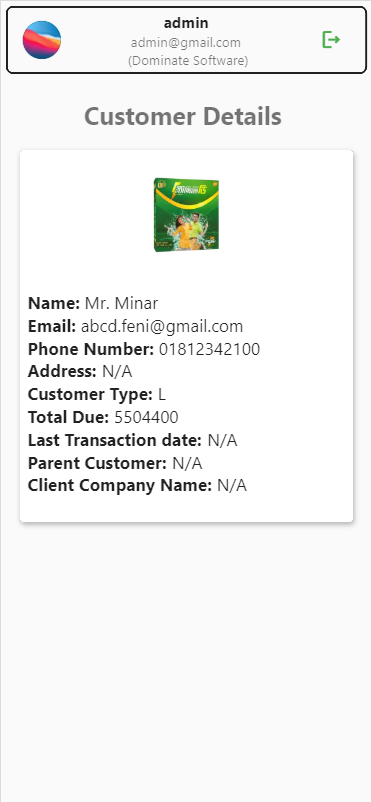 admin
admin@gmail.com
(Dominate Software)
Customer Details
Name: Mr. Minar
Email: abcd.feni@gmail.com
Phone Number: 01812342100
Address: N/A
Customer Type: L
Total Due: 5504400
Last Transaction date: N/A
Parent Customer: N/A
Client Company Name: N/A